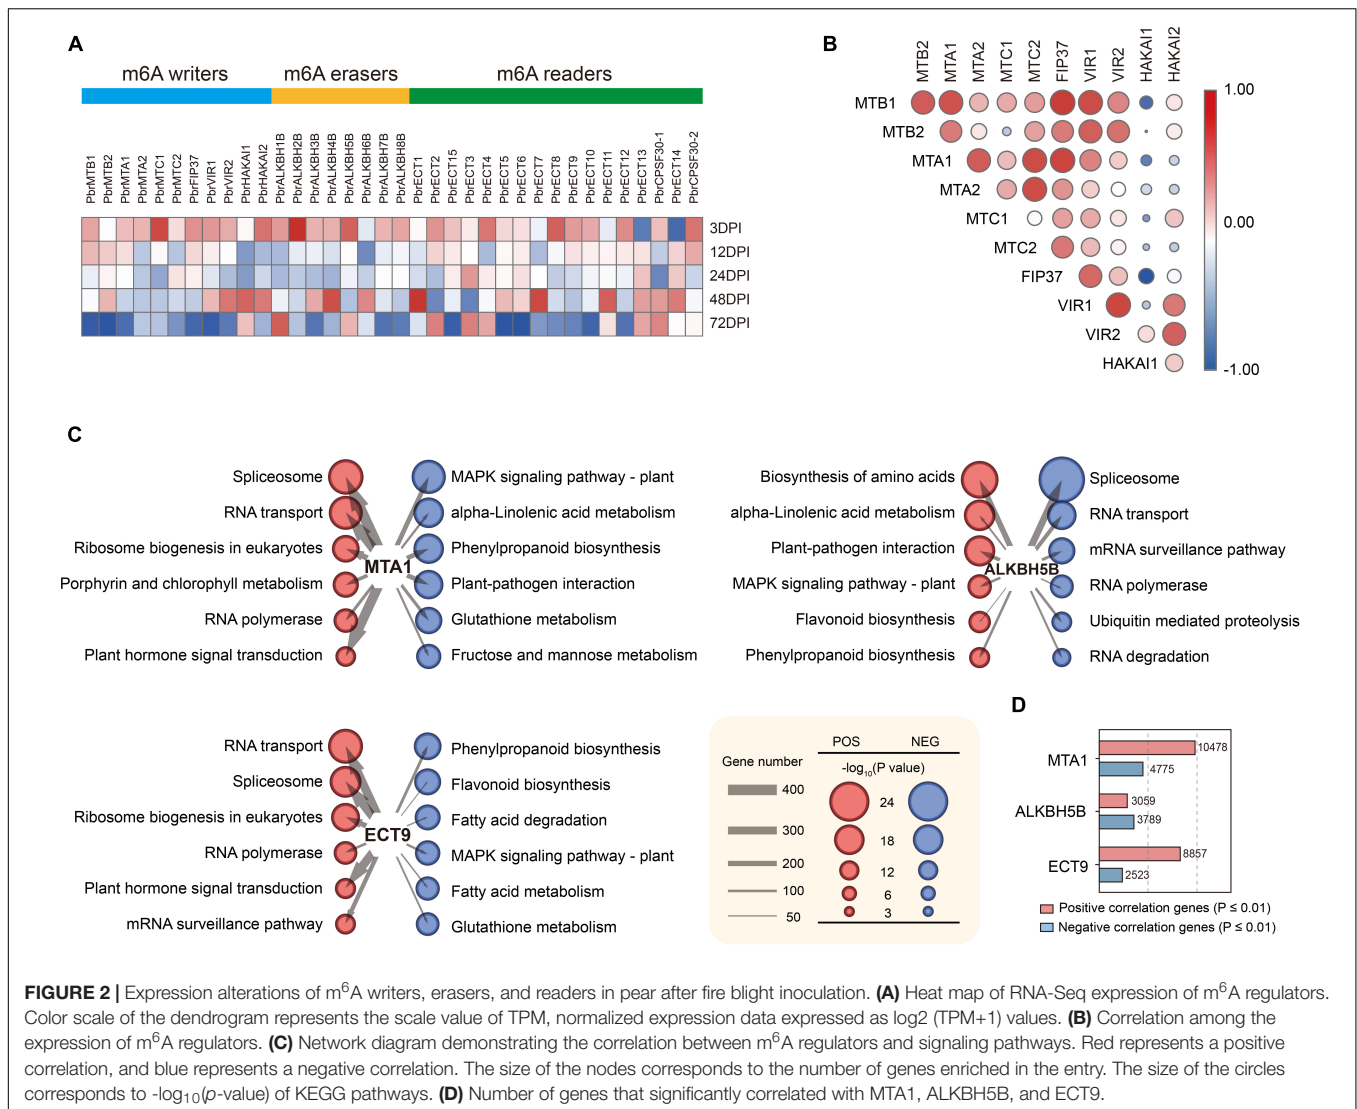 A
m6A writers
m6A erasers
m6A readers
PbrMTB1
PbrMTB2
PbrMTA1
PbrMTA2
PbrMTC1
PbrMTC2
PbrFIP37
PbrVIR1
PbrVIR2
PbrHAKAI1
PbrHAKAI2
PbrALKBH1B
PbrALKBH2B
PbrALKBH3B
PbrALKBH4B
PbrALKBH5B
PbrALKBH6B
PbrALKBH7B
PbrALKBH8B
PbrECT1
PbrECT2
PbrECT15
PbrECT3
PbrECT4
PbrECT5
PbrECT6
PbrECT7
PbrECT8
PbrECT9
PbrECT10
PbrECT11
PbrECT12
PbrECT13
PbrCPSF30-1
PbrECT14
PbrCPSF30-2
3DPI
12DPI
24DPI
48DPI
72DPI
B
MTB2
MTA1
MTA2
MTC1
MTC2
FIP37
VIR1
VIR2
HAKAI1
HAKAI2
MTB1
MTB2
MTA1
MTA2
MTC1
MTC2
FIP37
VIR1
VIR2
HAKAI1
1.00
0.00
-1.00
C
Spliceosome
RNA transport
Ribosome biogenesis in eukaryotes
Porphyrin and chlorophyll metabolism
RNA polymerase
Plant hormone signal transduction
MTA1
MAPK signaling pathway - plant
alpha-Linolenic acid metabolism
Phenylpropanoid biosynthesis
Plant-pathogen interaction
Glutathione metabolism
Fructose and mannose metabolism
Biosynthesis of amino acids
alpha-Linolenic acid metabolism
Plant-pathogen interaction
MAPK signaling pathway - plant
Flavonoid biosynthesis
Phenylpropanoid biosynthesis
ALKBH5B
Spliceosome
RNA transport
mRNA surveillance pathway
RNA polymerase
Ubiquitin mediated proteolysis
RNA degradation
RNA transport
Spliceosome
Ribosome biogenesis in eukaryotes
RNA polymerase
Plant hormone signal transduction
mRNA surveillance pathway
ECT9
Phenylpropanoid biosynthesis
Flavonoid biosynthesis
Fatty acid degradation
MAPK signaling pathway - plant
Fatty acid metabolism
Glutathione metabolism
POS NEG
Gene number
-log10(P value)
400
300
200
100
50
24
18
12
6
3
D
MTA1
10478
4775
ALKBH5B
3059
3789
ECT9
8857
2523
Positive correlation genes (P ≤ 0.01)
Negative correlation genes (P ≤ 0.01)
FIGURE 2 | Expression alterations of m6A writers, erasers, and readers in pear after fire blight inoculation. (A) Heat map of RNA-Seq expression of m6A regulators.
Color scale of the dendrogram represents the scale value of TPM, normalized expression data expressed as log2 (TPM+1) values. (B) Correlation among the
expression of m6A regulators. (C) Network diagram demonstrating the correlation between m6A regulators and signaling pathways. Red represents a positive
correlation, and blue represents a negative correlation. The size of the nodes corresponds to the number of genes enriched in the entry. The size of the circles
corresponds to -log10(p-value) of KEGG pathways. (D) Number of genes that significantly correlated with MTA1, ALKBH5B, and ECT9.